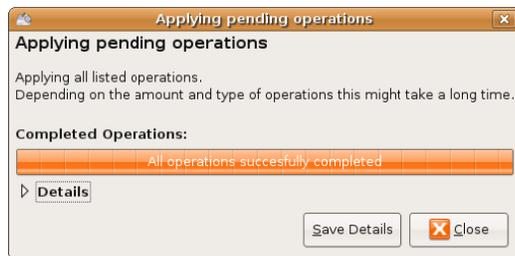 Applying pending operations
Applying pending operations
Applying all listed operations.
Depending on the amount and type of operations this might take a long time.
Completed Operations:
All operations succesfully completed
Details
Save Details
Close